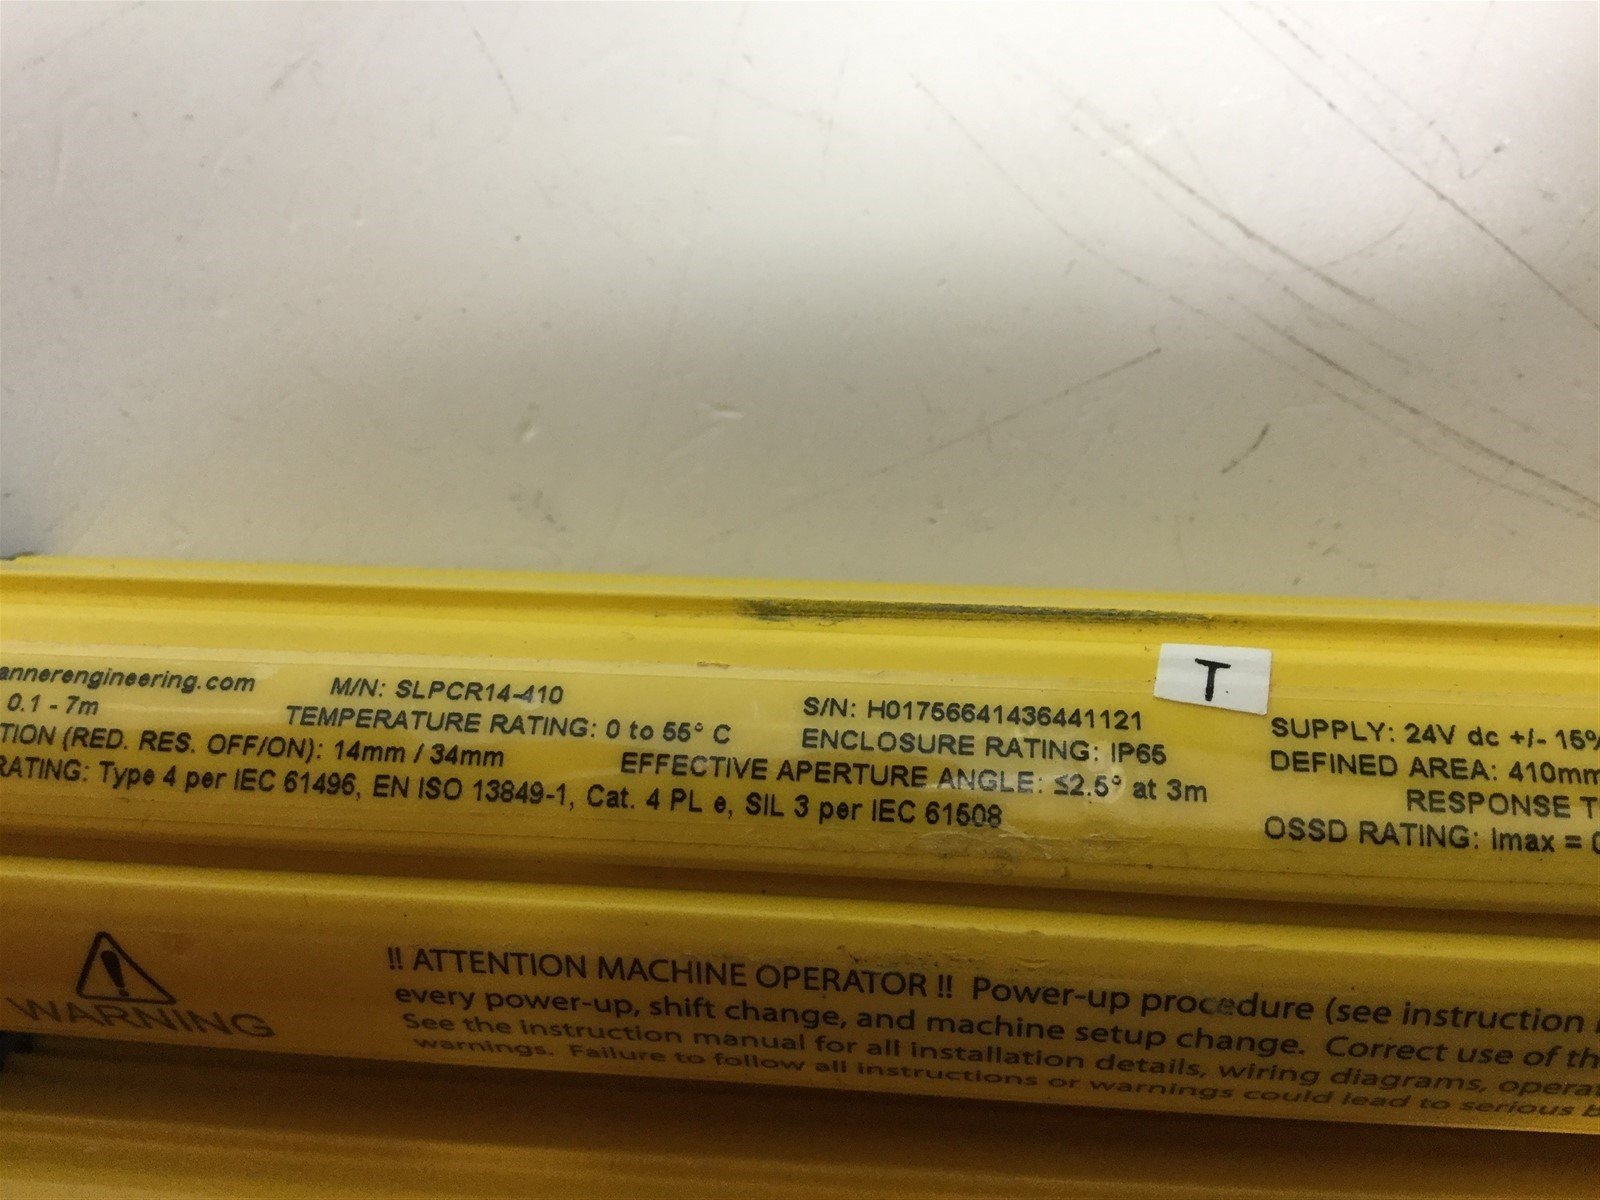 annerengineering.com M/N: SLPCR14-410 S/N: H01756641436441121 T
0.1 - 7m TEMPERATURE RATING: 0 to 55° C ENCLOSURE RATING: IP65 SUPPLY: 24V dc +/- 15%
TION (RED. RES. OFF/ON): 14mm / 34mm EFFECTIVE APERTURE ANGLE: ≤2.5° at 3m DEFINED AREA: 410mm
RATING: Type 4 per IEC 61496, EN ISO 13849-1, Cat. 4 PL e, SIL 3 per IEC 61508 RESPONSE T
OSSD RATING: Imax = 0
WARNING
!! ATTENTION MACHINE OPERATOR !! Power-up procedure (see instruction
every power-up, shift change, and machine setup change. Correct use of th
See the instruction manual for all installation details, wiring diagrams, operat
warnings. Failure to follow all instructions or warnings could lead to serious b